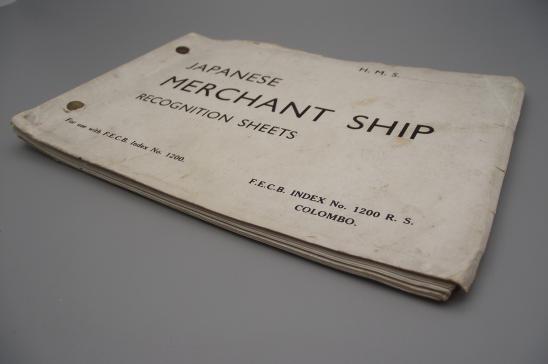 H. M. S.
JAPANESE
MERCHANT SHIP
RECOGNITION SHEETS
For use with F.E.C.B. Index No. 1200.
F.E.C.B. INDEX No. 1200 R. S.
COLOMBO.